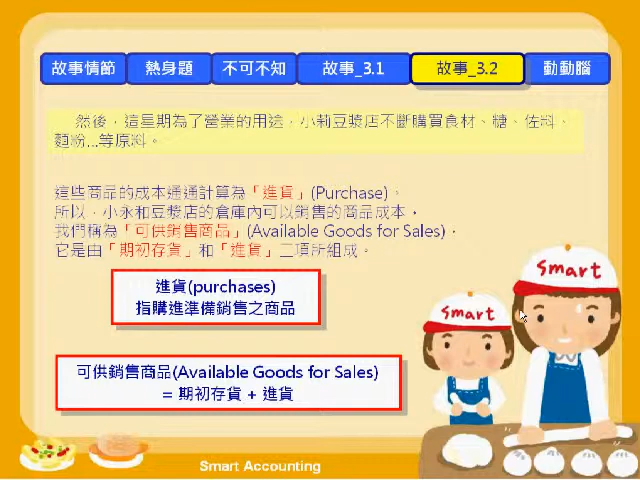 故事情節
熱身題
不可不知
故事_3.1
故事_3.2
動動腦
然後，這星期為了營業的用途，小莉豆漿店不斷購買食材、糖、佐料、
麵粉...等原料。
這些商品的成本通通計算為「進貨」(Purchase)。
所以，小永和豆漿店的倉庫內可以銷售的商品成本，
我們稱為「可供銷售商品」(Available Goods for Sales)，
它是由「期初存貨」和「進貨」二項所組成。
進貨(purchases)
指購進準備銷售之商品
可供銷售商品(Available Goods for Sales)
= 期初存貨 + 進貨
Smart
Smart
Smart Accounting